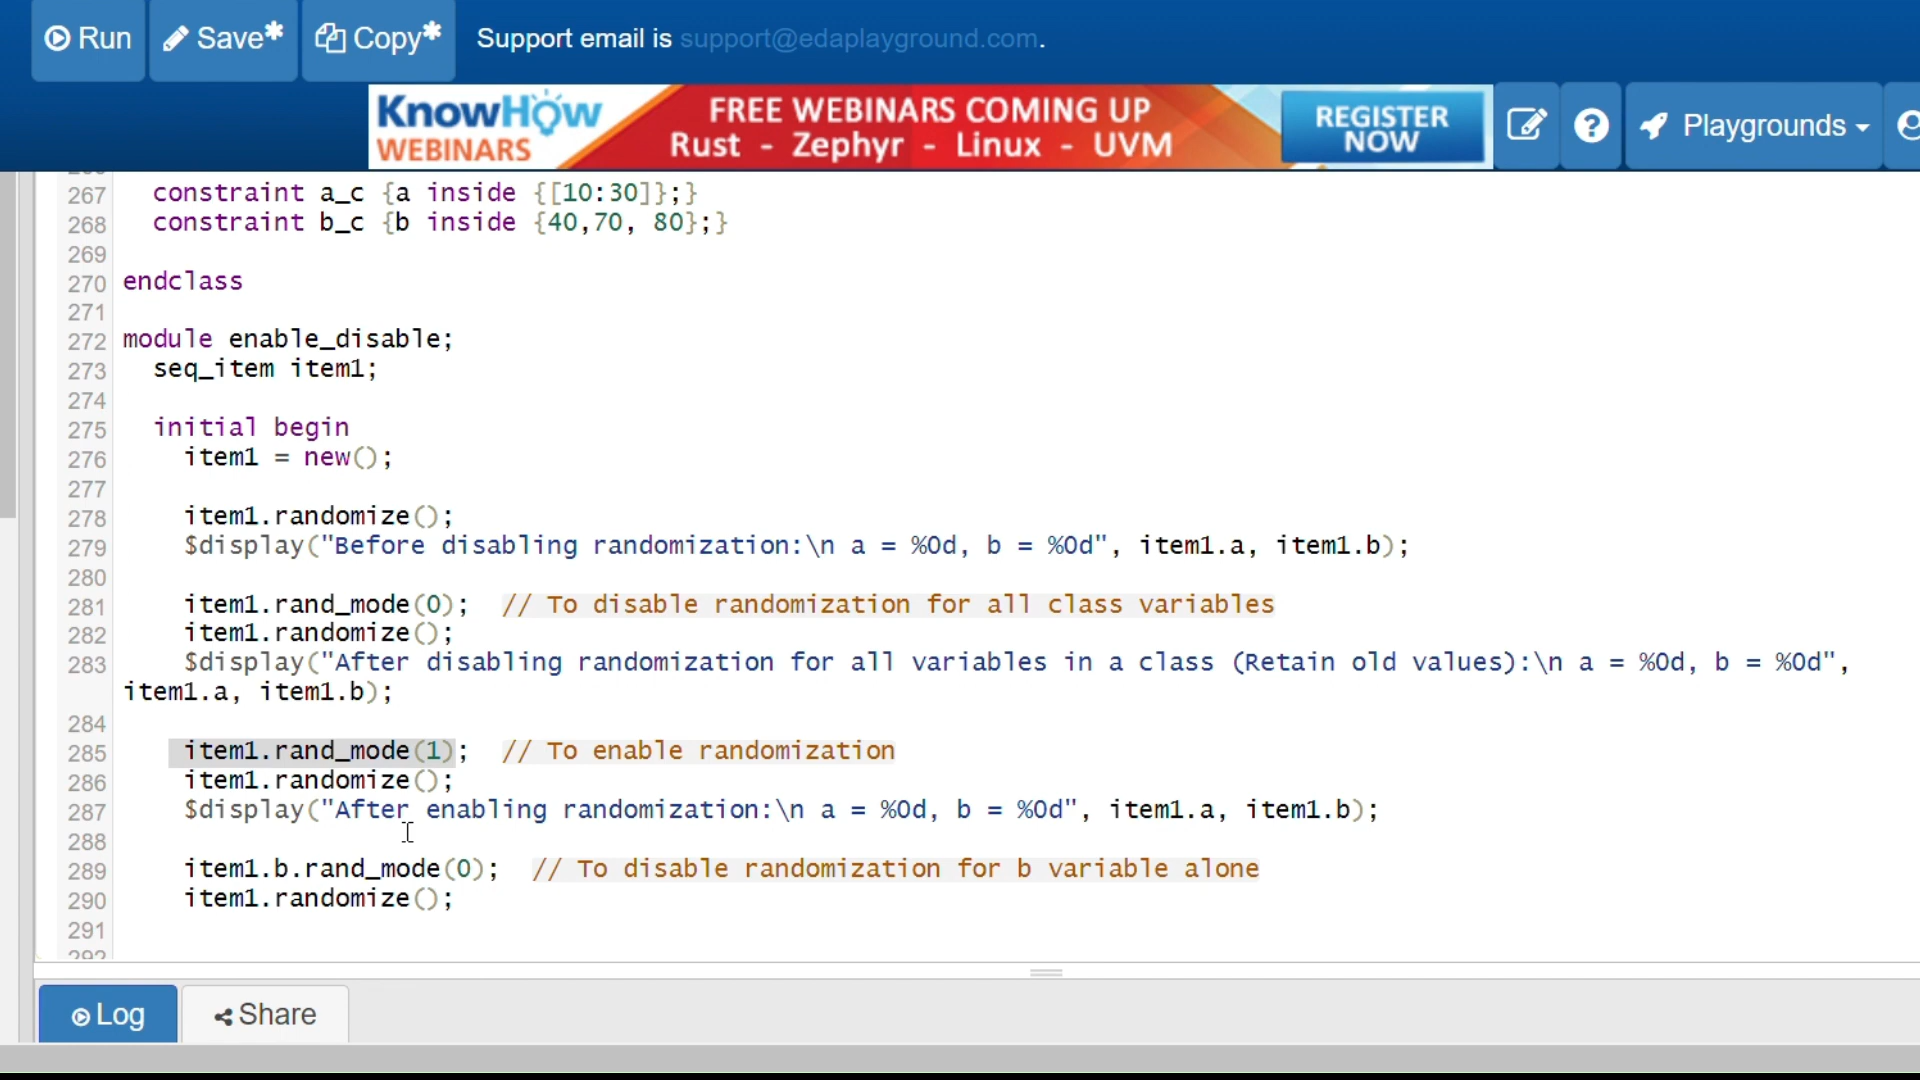 Run Save* Copy* Support email is support@edaplayground.com.
KnowHow WEBINARS
FREE WEBINARS COMING UP
Rust - Zephyr - Linux - UVM
REGISTER NOW
Playgrounds
267 constraint a_c {a inside {[10:30]};}
268 constraint b_c {b inside {40,70, 80};}
269
270 endclass
271
272 module enable_disable;
273 seq_item item1;
274
275 initial begin
276 item1 = new();
277
278 item1.randomize();
279 $display("Before disabling randomization:\n a = %0d, b = %0d", item1.a, item1.b);
280
281 item1.rand_mode(0); // To disable randomization for all class variables
282 item1.randomize();
283 $display("After disabling randomization for all variables in a class (Retain old values):\n a = %0d, b = %0d",
item1.a, item1.b);
284
285 item1.rand_mode(1); // To enable randomization
286 item1.randomize();
287 $display("After enabling randomization:\n a = %0d, b = %0d", item1.a, item1.b);
288
289 item1.b.rand_mode(0); // To disable randomization for b variable alone
290 item1.randomize();
291
292
Log Share